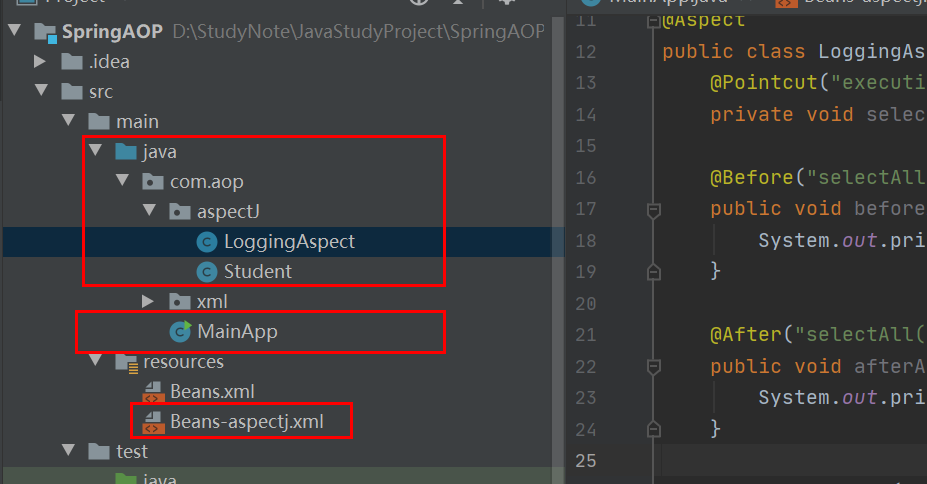 Project
SpringAOP D:\StudyNote\JavaStudyProject\SpringAOP
.idea
src
main
java
com.aop
aspectJ
LoggingAspect
Student
xml
MainApp
resources
Beans.xml
Beans-aspectj.xml
test
java
MainApp.java
Beans-aspectj
11 @Aspect
12 public class LoggingAs
13 @Pointcut("executi
14 private void selec
15
16 @Before("selectAll
17 public void before
18 System.out.pri
19 }
20
21 @After("selectAll(
22 public void afterA
23 System.out.pri
24 }
25